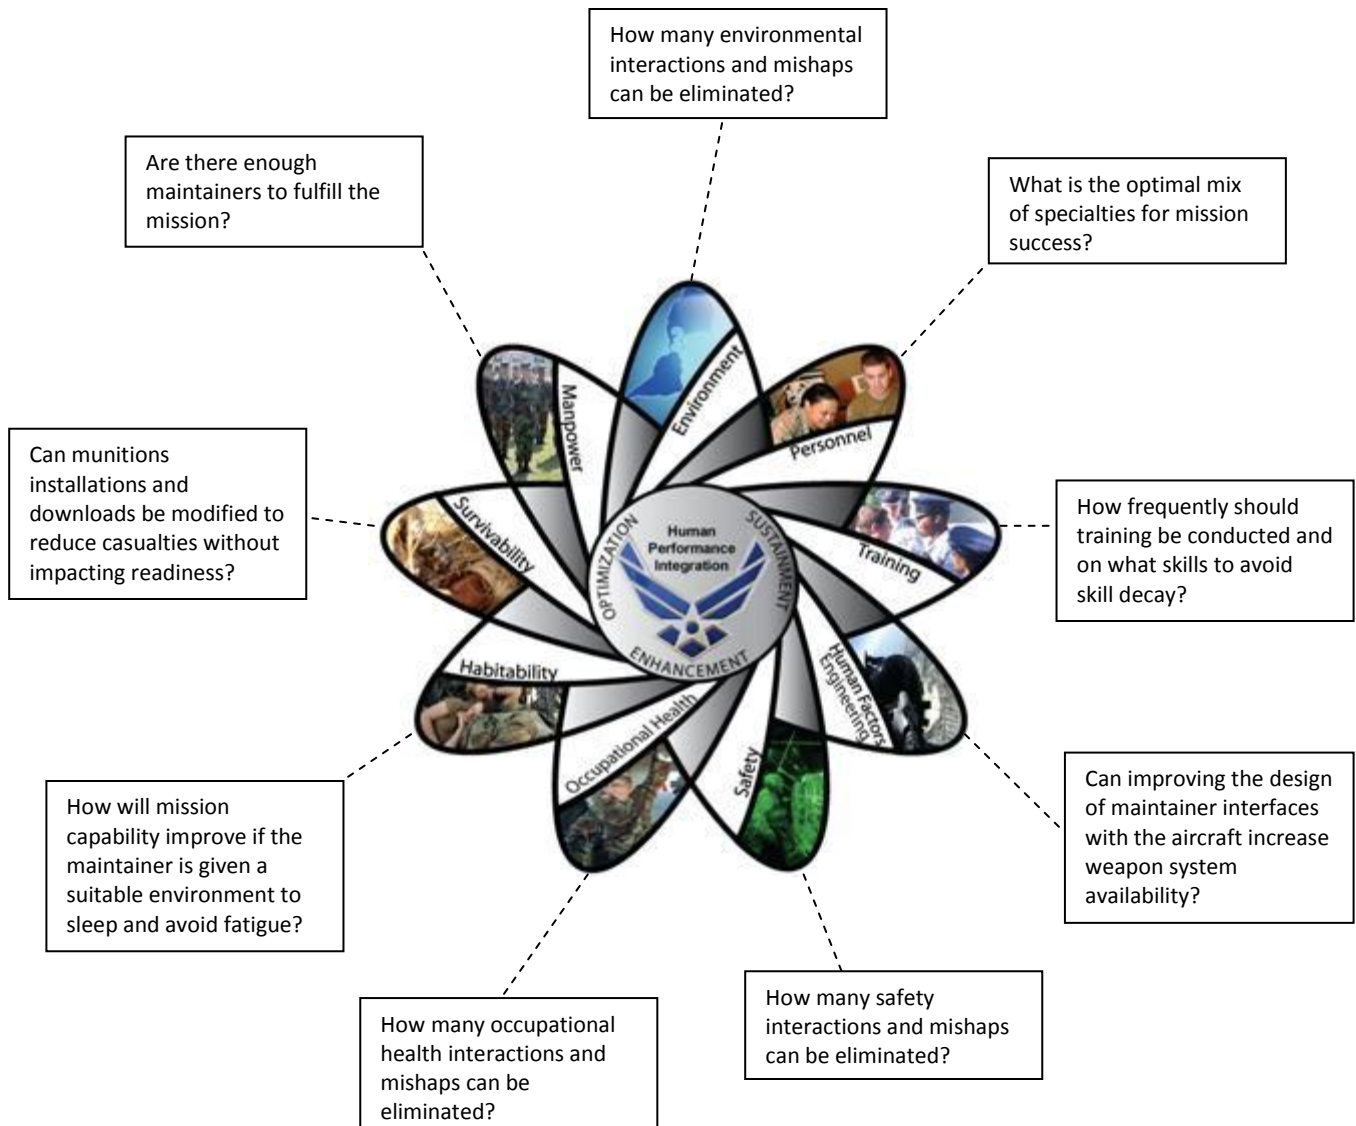 How many environmental
interactions and mishaps
can be eliminated?
Are there enough
maintainers to fulfill the
mission?
What is the optimal mix
of specialties for mission
success?
Can munitions
installations and
downloads be modified to
reduce casualties without
impacting readiness?
How frequently should
training be conducted and
on what skills to avoid
skill decay?
Manpower
Environment
Personnel
Survivability
Training
OPTIMIZATION
SUSTAINMENT
ENHANCEMENT
Human
Performance
Integration
Habitability
Human Factors
Engineering
Occupational Health
Safety
How will mission
capability improve if the
maintainer is given a
suitable environment to
sleep and avoid fatigue?
Can improving the design
of maintainer interfaces
with the aircraft increase
weapon system
availability?
How many occupational
health interactions and
mishaps can be
eliminated?
How many safety
interactions and mishaps
can be eliminated?